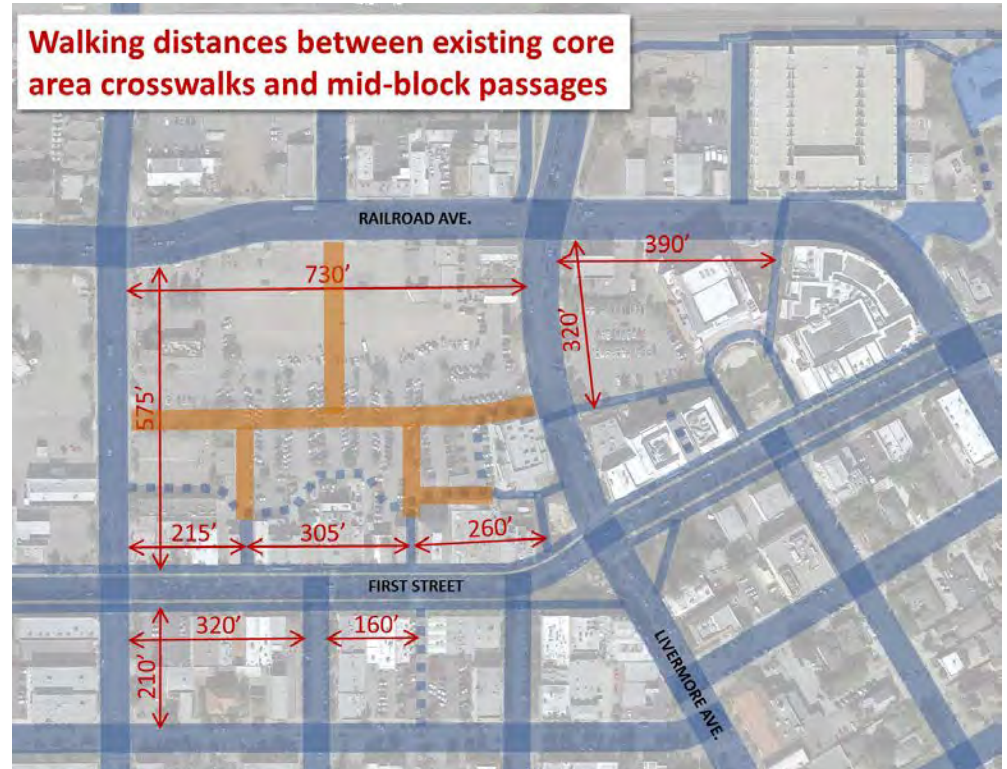 Walking distances between existing core
area crosswalks and mid-block passages
RAILROAD AVE.
390’
730’
320’
575’
215’
305’
260’
FIRST STREET
320’
160’
210’
LIVERMORE AVE.